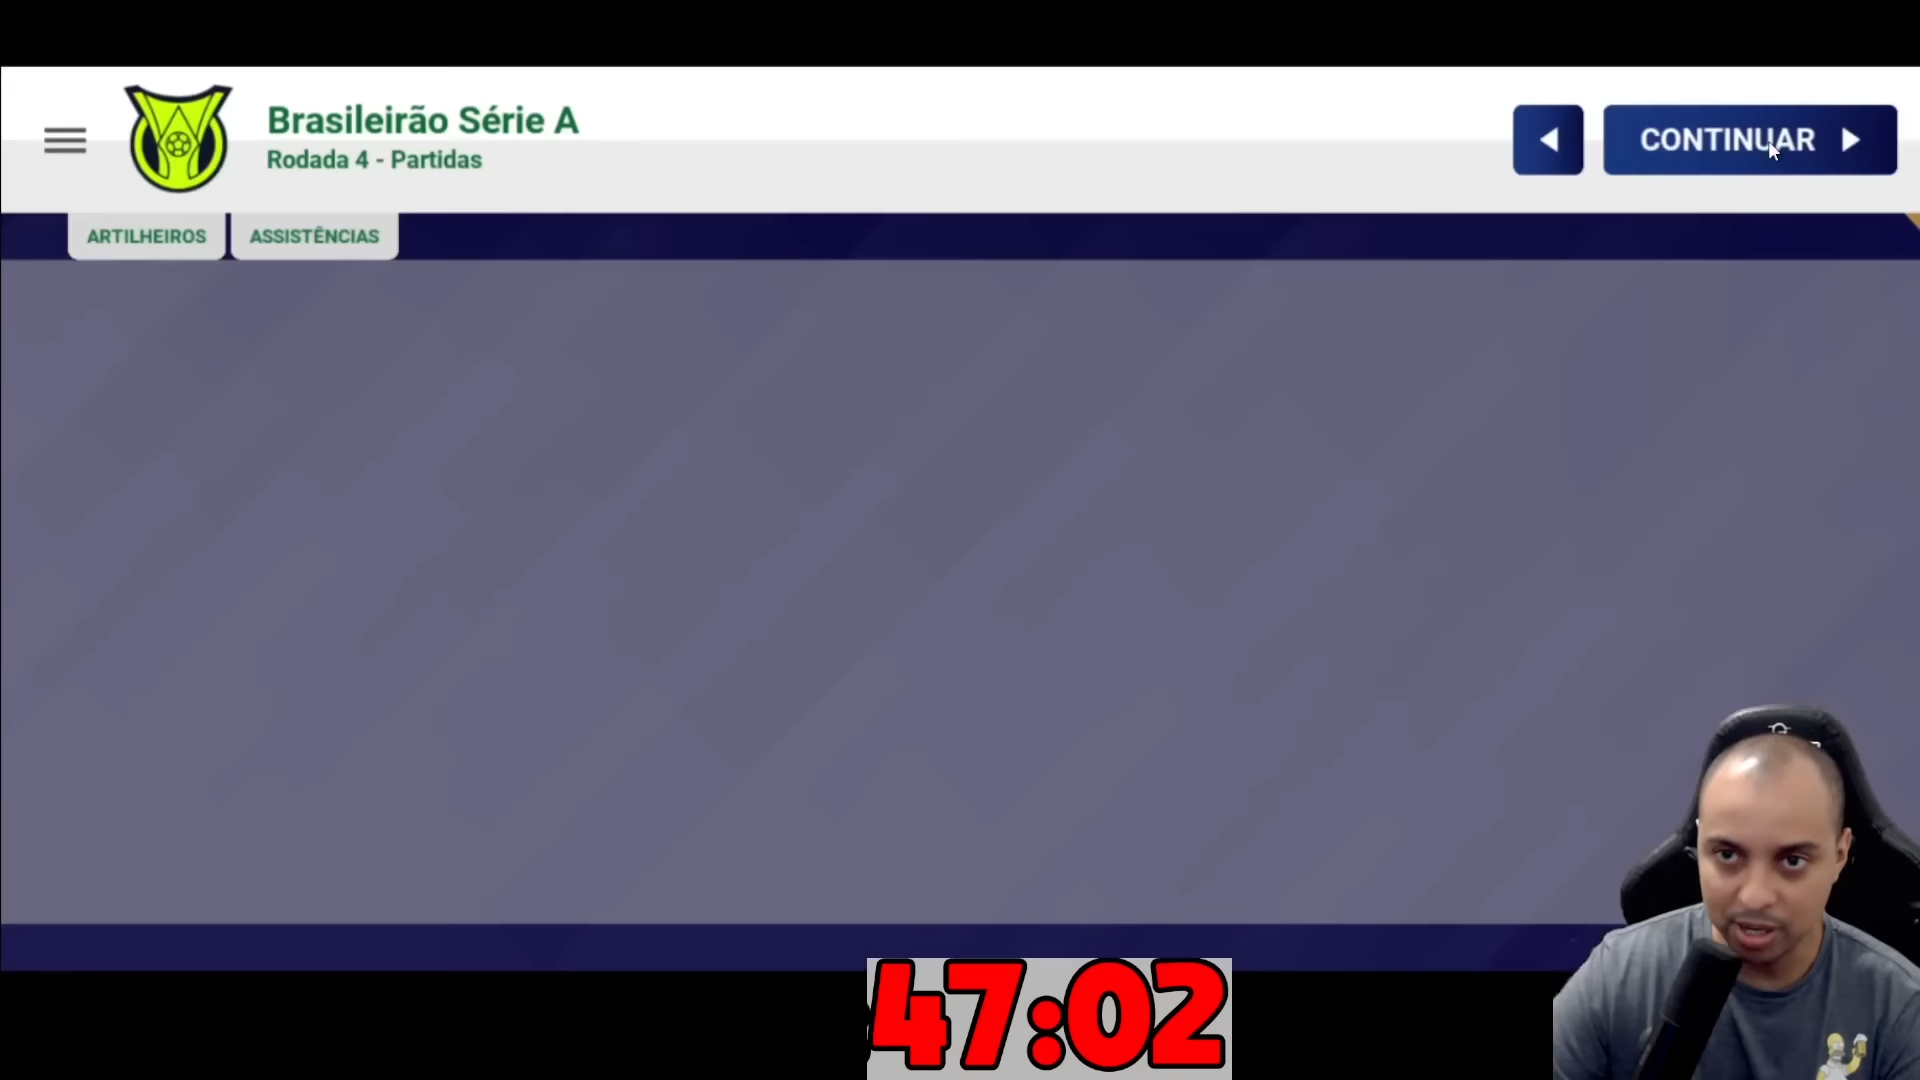 Brasileirão Série A
Rodada 4 - Partidas
CONTINUAR
ARTILHEIROS
ASSISTÊNCIAS
47:02